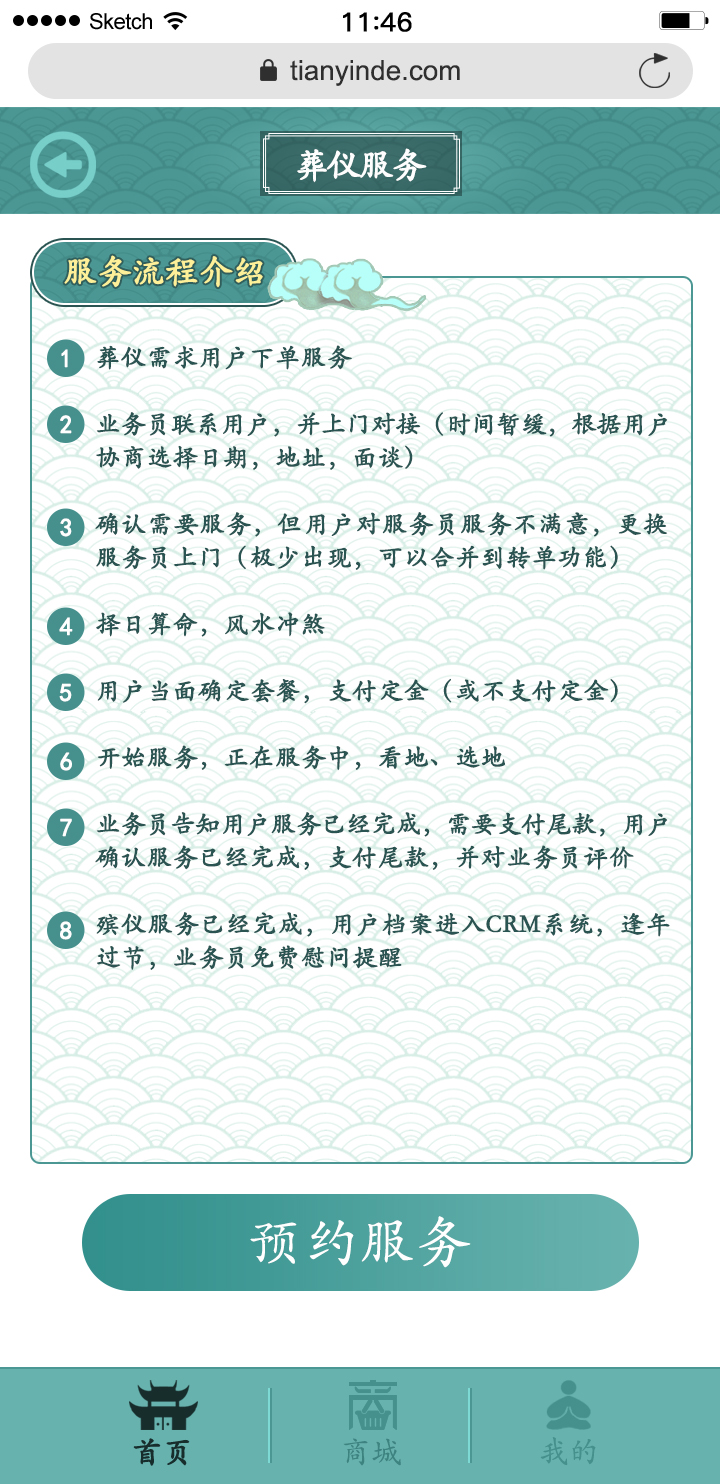 Sketch 11:46
tianyinde.com
葬仪服务
服务流程介绍
1 葬仪需求用户下单服务
2 业务员联系用户，并上门对接（时间暂缓，根据用户
协商选择日期，地址，面谈）
3 确认需要服务，但用户对服务员服务不满意，更换
服务员上门（极少出现，可以合并到转单功能）
4 择日算命，风水冲煞
5 用户当面确定套餐，支付定金（或不支付定金）
6 开始服务，正在服务中，看地、选地
7 业务员告知用户服务已经完成，需要支付尾款，用户
确认服务已经完成，支付尾款，并对业务员评价
8 殡仪服务已经完成，用户档案进入CRM系统，逢年
过节，业务员免费慰问提醒
预约服务
首页 商城 我的